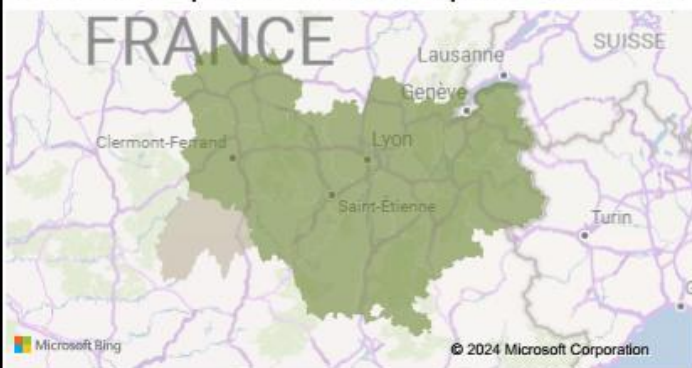 FRANCE
Lausanne
SUISSE
Genève
Clermont-Ferrand
Lyon
Saint-Étienne
Turin
Microsoft Bing
© 2024 Microsoft Corporation